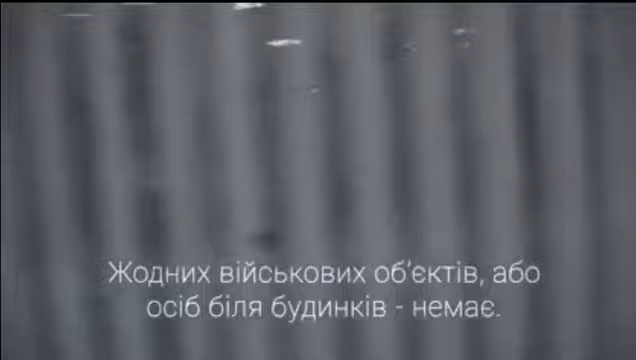 Жодних військових об’єктів, або
осіб біля будинків - немає.